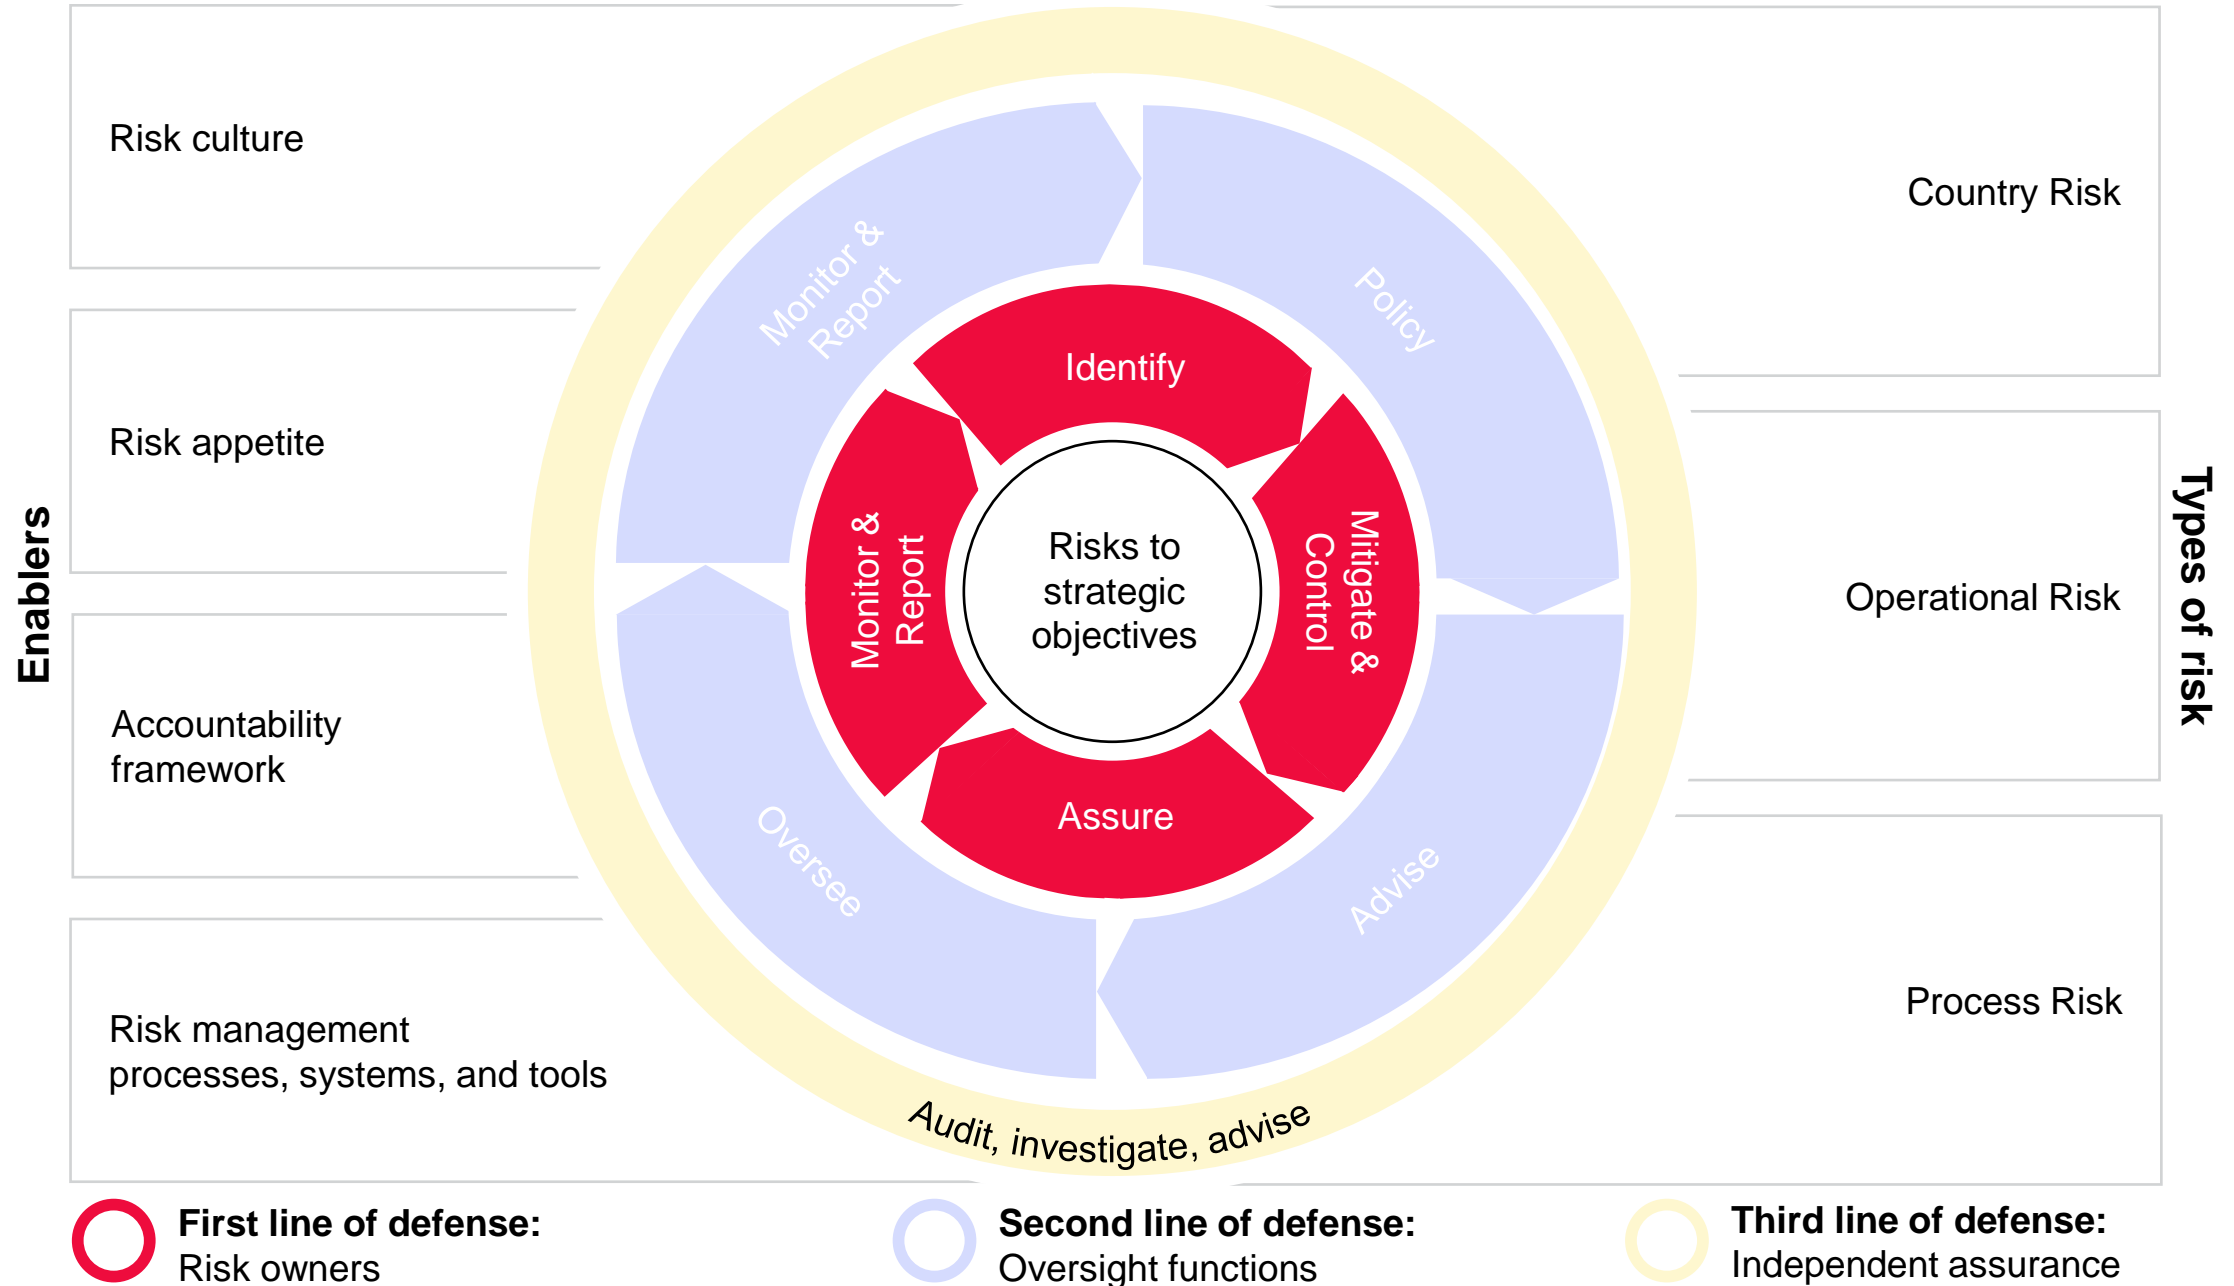 Enablers
Risk culture
Risk appetite
Accountability
framework
Risk management
processes, systems, and tools
Monitor &
Report
Policy
Advise
Oversee
Identify
Mitigate &
Control
Assure
Monitor &
Report
Risks to
strategic
objectives
Audit, investigate, advise
Country Risk
Operational Risk
Process Risk
Types of risk
First line of defense:
Risk owners
Second line of defense:
Oversight functions
Third line of defense:
Independent assurance